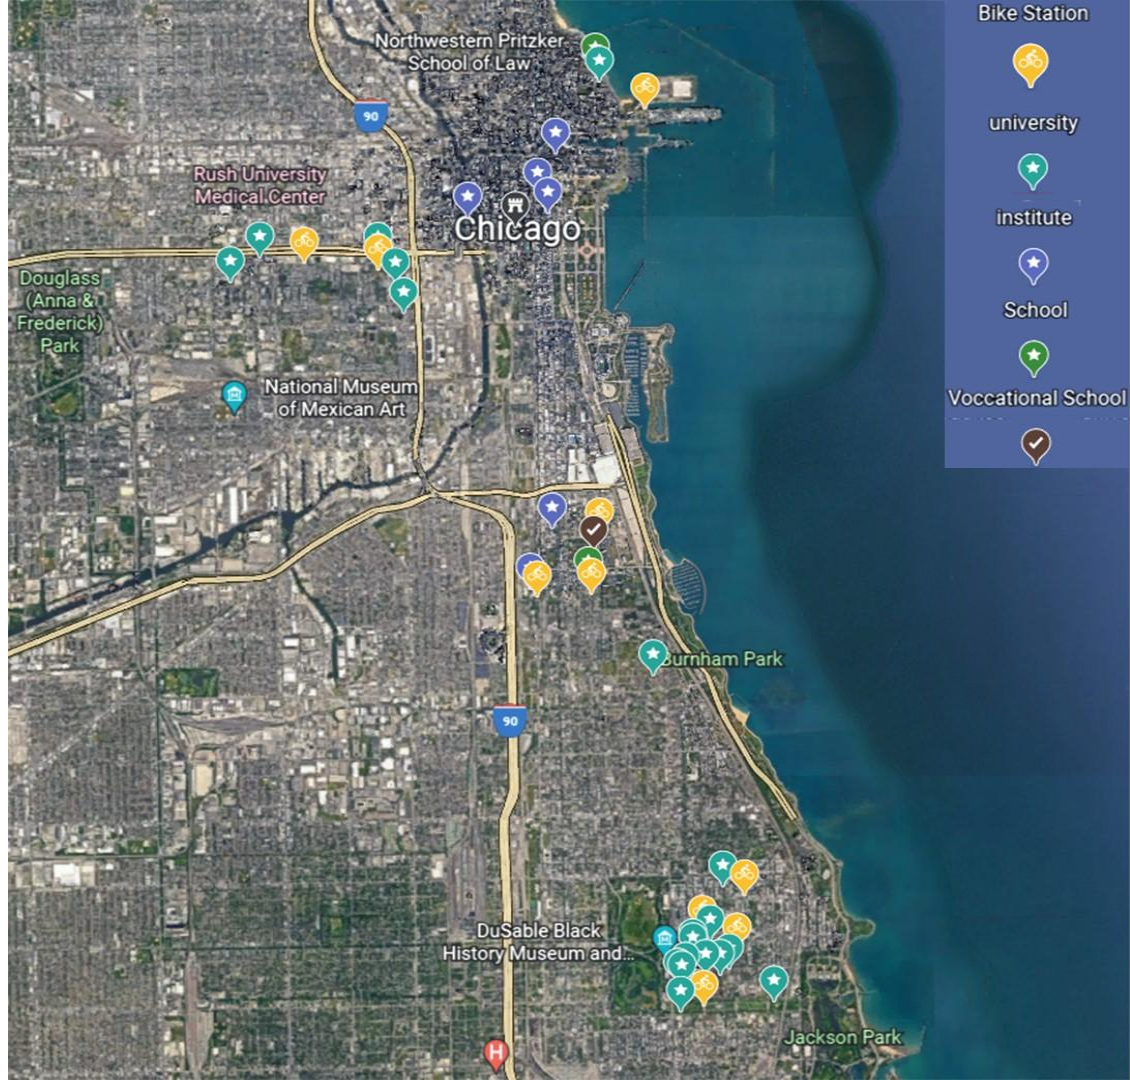 Bike Station
Northwestern Pritzker
School of Law
90
university
Rush University
Medical Center
institute
Chicago
Douglass
(Anna &
Frederick)
Park
School
National Museum
of Mexican Art
Voccational School
Burnham Park
90
DuSable Black
History Museum and...
Jackson Park
H